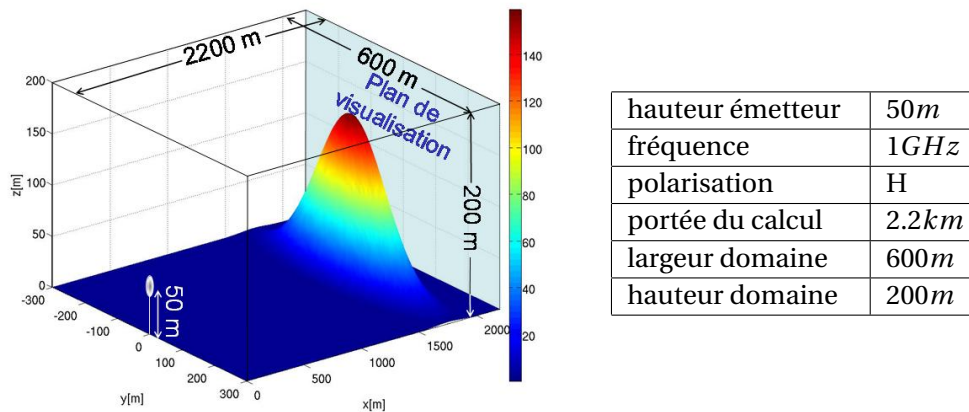 2200 m
600 m
Plan de
visualisation
200 m
50 m
z[m]
200
150
100
50
0
-300
-200
-100
0
100
200
300
y[m]
0
500
1000
1500
2000
x[m]
140
120
100
80
60
40
20
hauteur émetteur 50m
fréquence 1GHz
polarisation H
portée du calcul 2.2km
largeur domaine 600m
hauteur domaine 200m